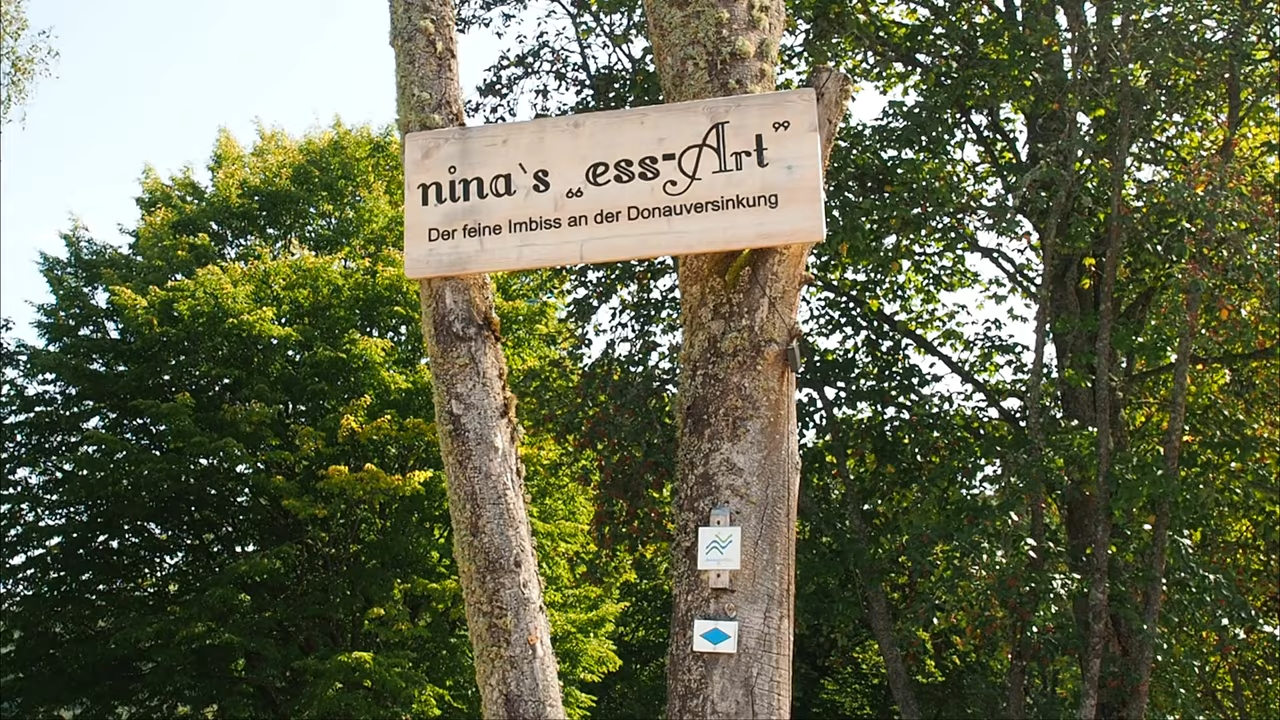 nina`s „ess-Art”
Der feine Imbiss an der Donauversinkung